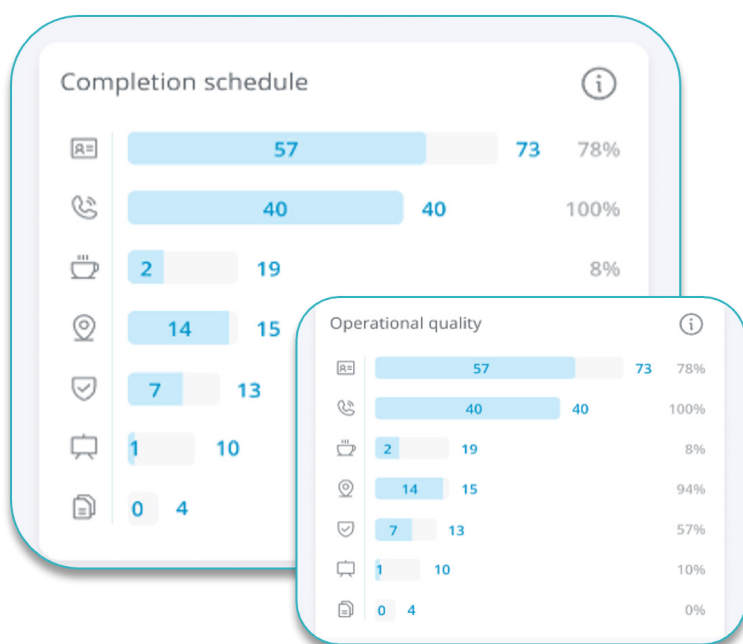 Completion schedule
57 73 78%
40 40 100%
2 19 8%
14 15
7 13
1 10
0 4
Operational quality
57 73 78%
40 40 100%
2 19 8%
14 15 94%
7 13 57%
1 10 10%
0 4 0%